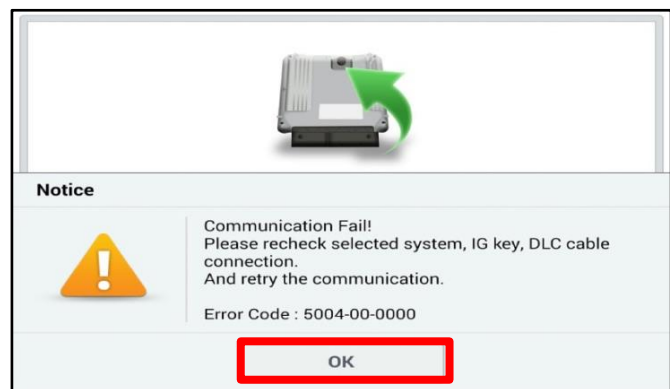 Notice
Communication Fail!
Please recheck selected system, IG key, DLC cable
connection.
And retry the communication.
Error Code : 5004-00-0000
OK